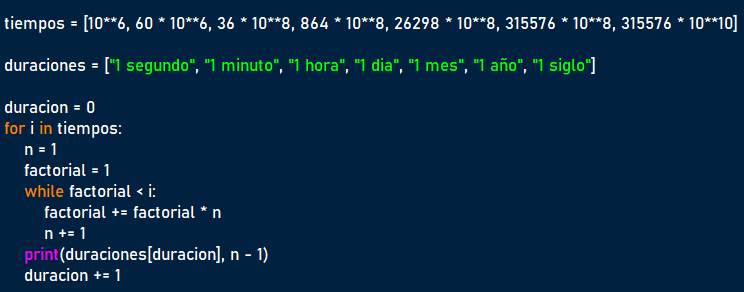 tiempos = [10**6, 60 * 10**6, 36 * 10**8, 864 * 10**8, 26298 * 10**8, 315576 * 10**8, 315576 * 10**10]
duraciones = ["1 segundo", "1 minuto", "1 hora", "1 dia", "1 mes", "1 año", "1 siglo"]
duracion = 0
for i in tiempos:
    n = 1
    factorial = 1
    while factorial < i:
        factorial += factorial * n
        n += 1
    print(duraciones[duracion], n - 1)
    duracion += 1